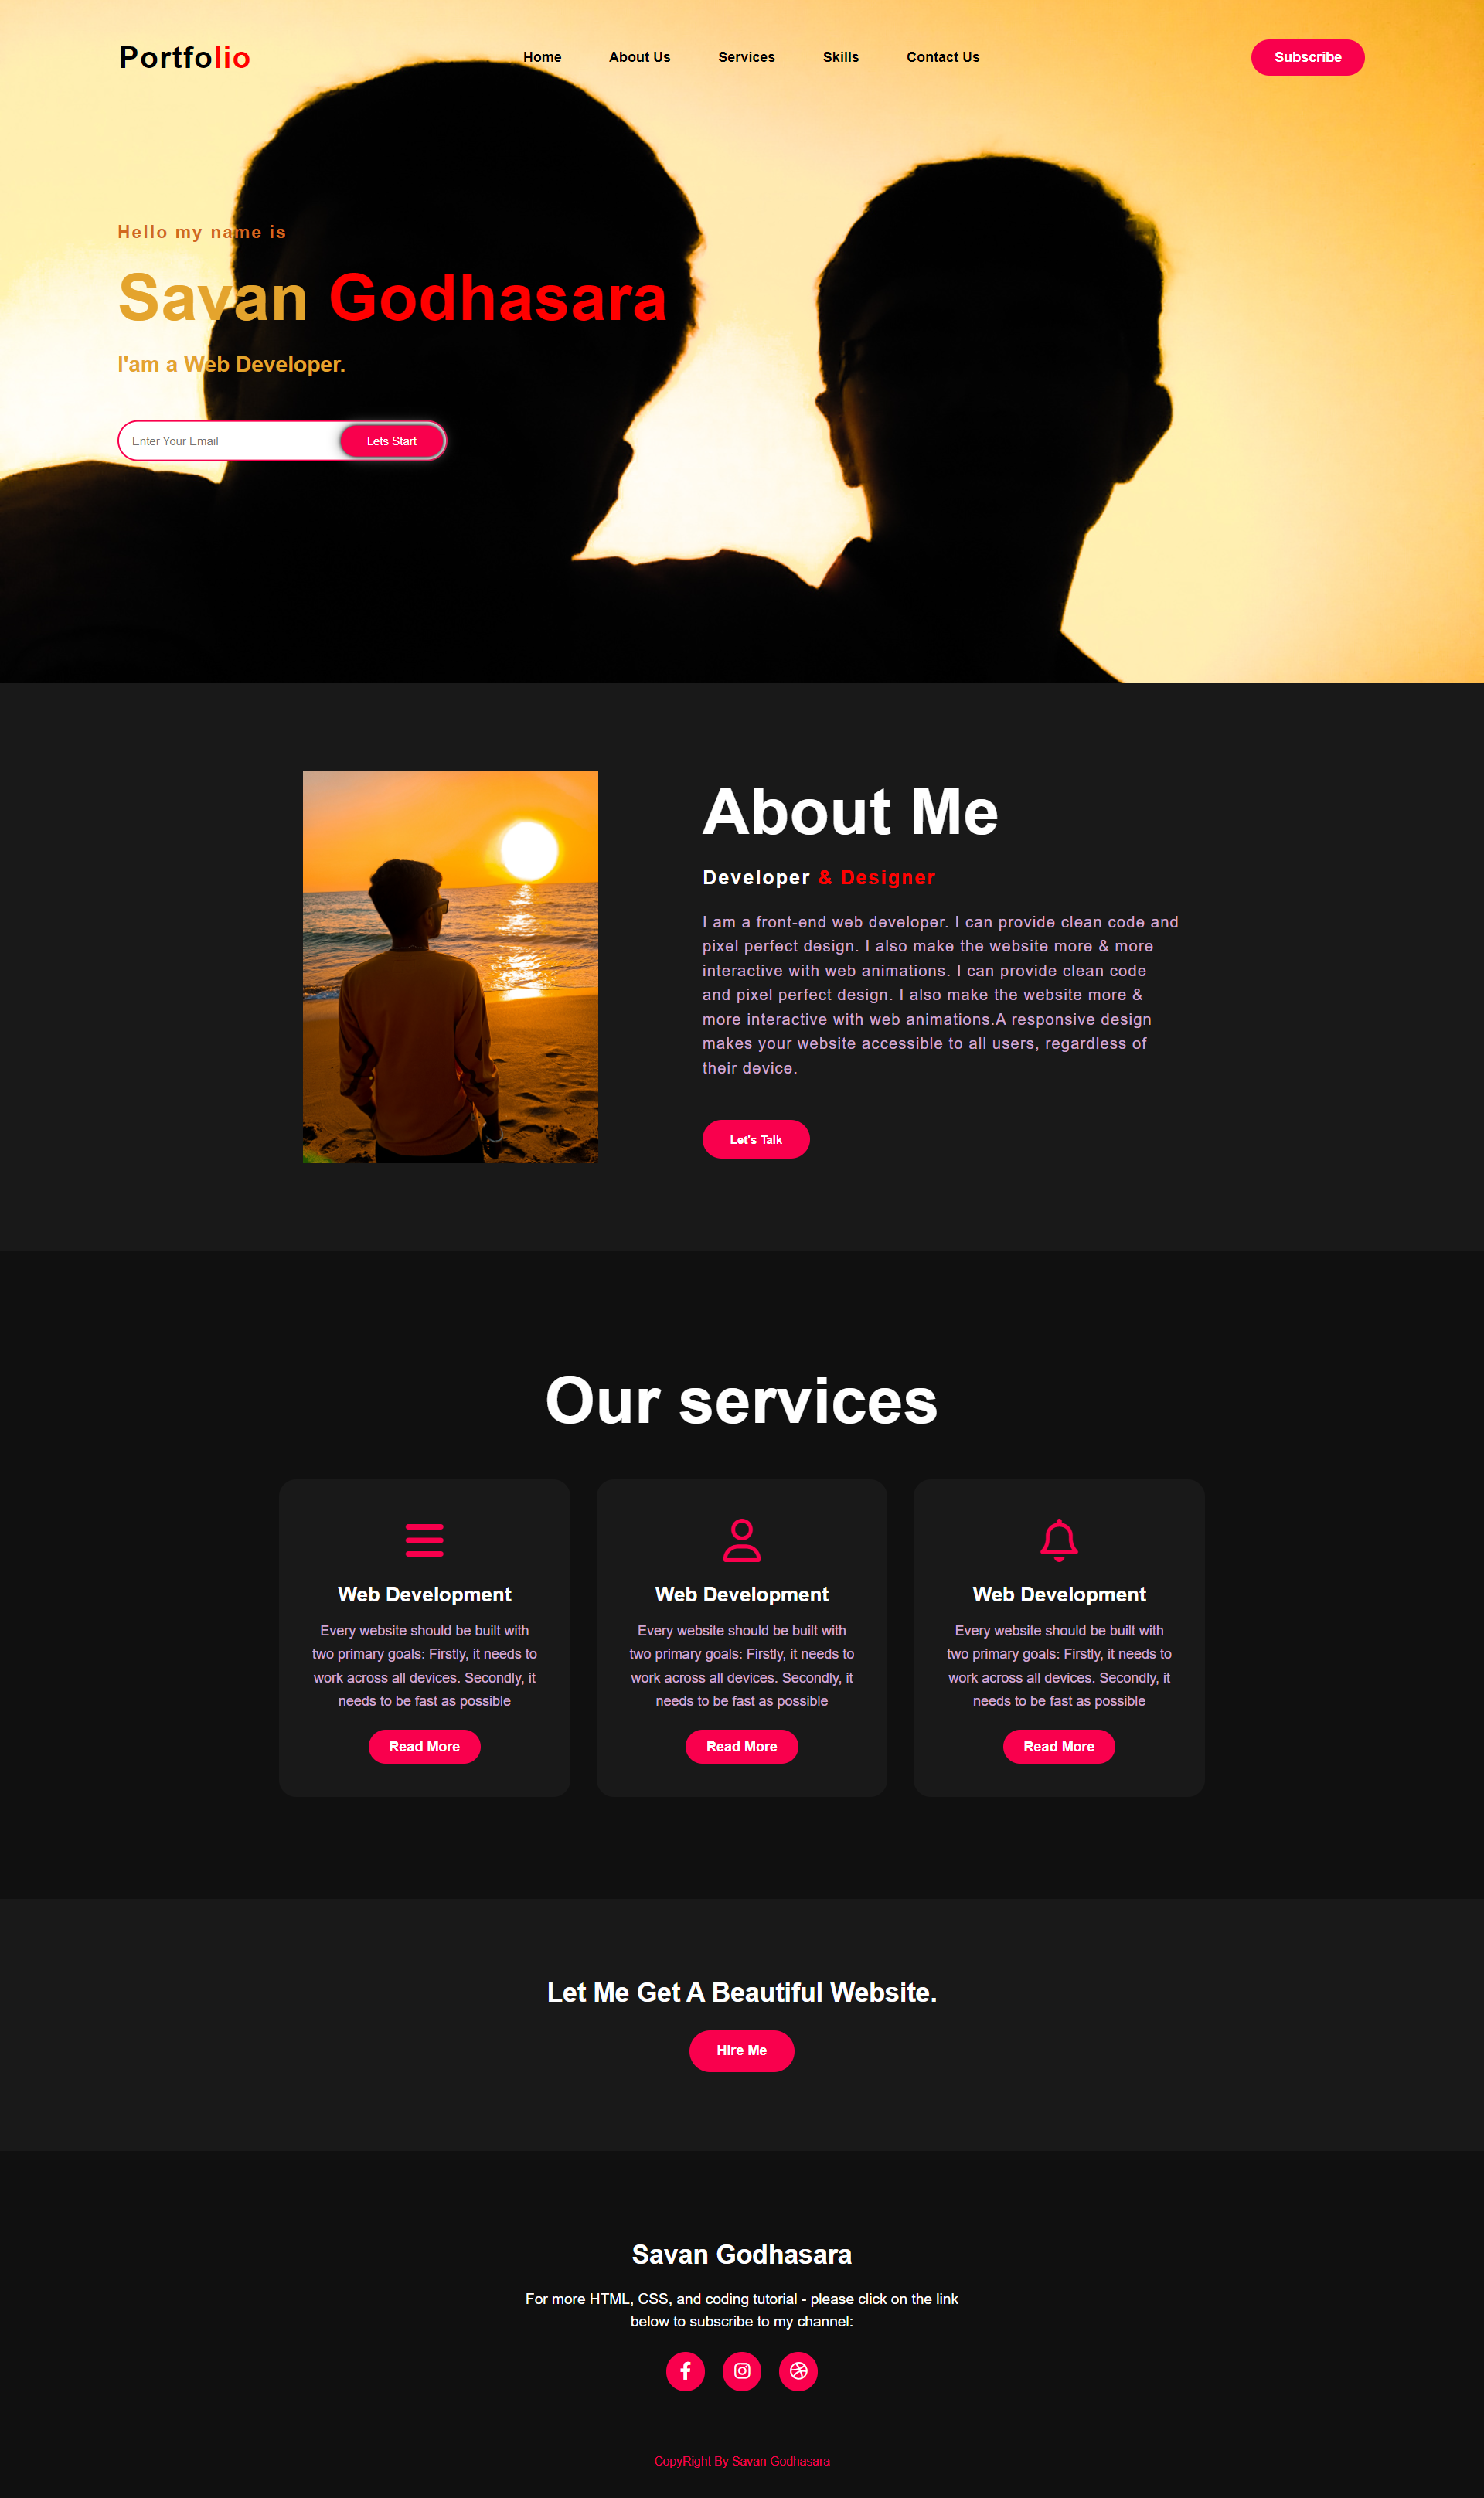 Portfolio
Home About Us Services Skills Contact Us
Subscribe
Hello my name is
Savan Godhasara
I'am a Web Developer.
Enter Your Email
Lets Start
About Me
Developer & Designer
I am a front-end web developer. I can provide clean code and
pixel perfect design. I also make the website more & more
interactive with web animations. I can provide clean code
and pixel perfect design. I also make the website more &
more interactive with web animations.A responsive design
makes your website accessible to all users, regardless of
their device.
Let's Talk
Our services
Web Development
Every website should be built with
two primary goals: Firstly, it needs to
work across all devices. Secondly, it
needs to be fast as possible
Read More
Web Development
Every website should be built with
two primary goals: Firstly, it needs to
work across all devices. Secondly, it
needs to be fast as possible
Read More
Web Development
Every website should be built with
two primary goals: Firstly, it needs to
work across all devices. Secondly, it
needs to be fast as possible
Read More
Let Me Get A Beautiful Website.
Hire Me
Savan Godhasara
For more HTML, CSS, and coding tutorial - please click on the link
below to subscribe to my channel:
CopyRight By Savan Godhasara